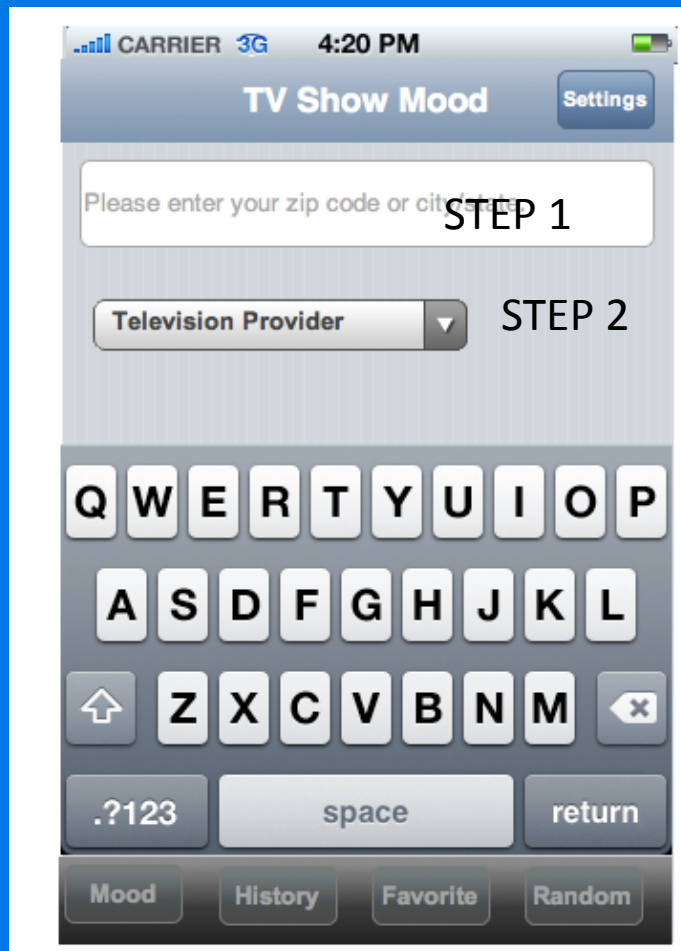 CARRIER 3G 4:20 PM
TV Show Mood Settings
Please enter your zip code or city/state.
STEP 1
Television Provider
STEP 2
Q W E R T Y U I O P
A S D F G H J K L
Z X C V B N M
.?123 space return
Mood History Favorite Random